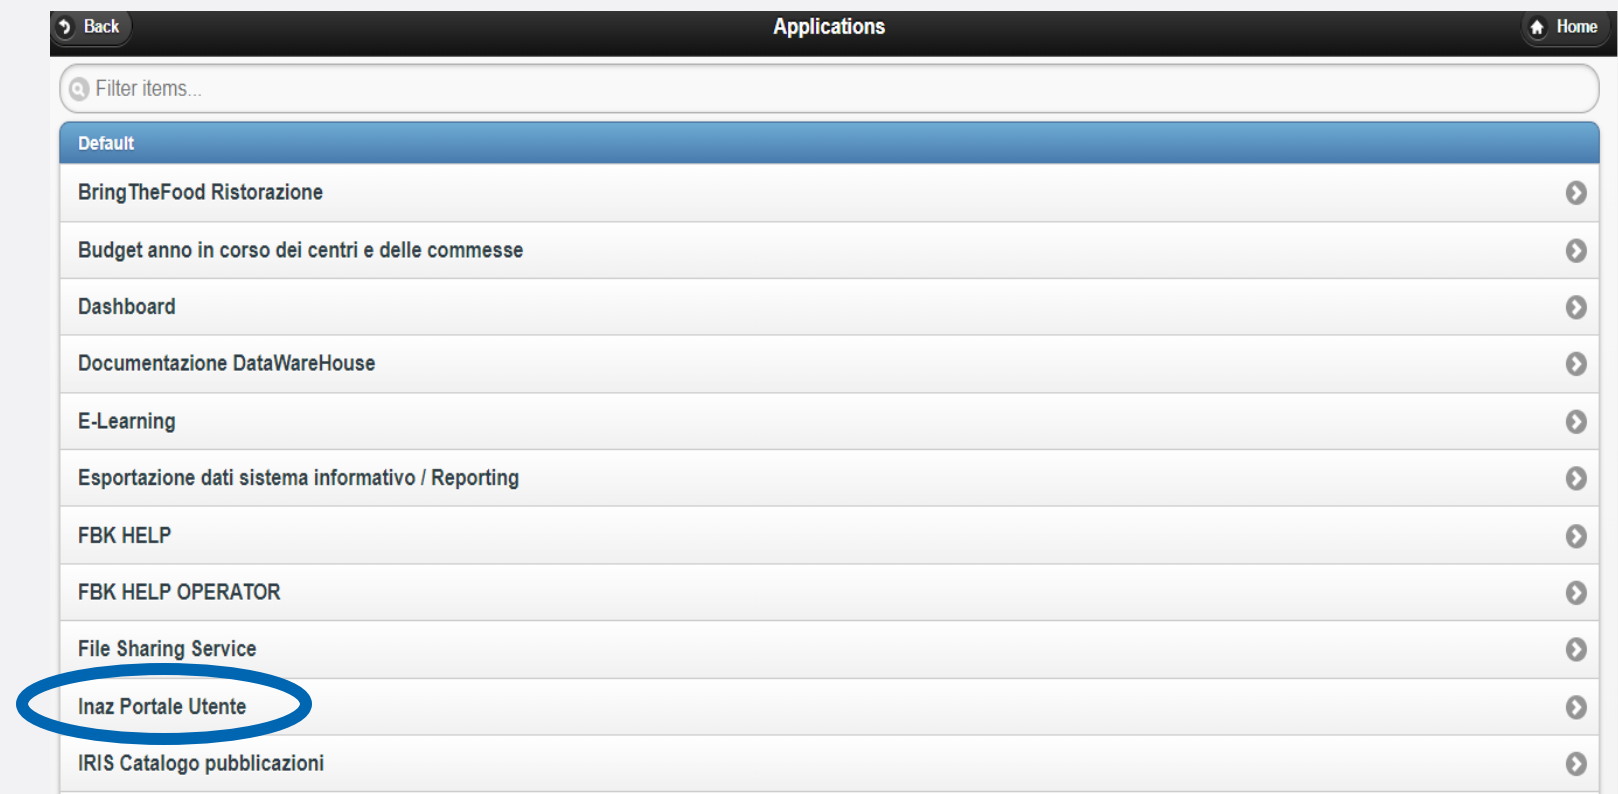 Back
Applications
Home
Filter items...
Default
BringTheFood Ristorazione
Budget anno in corso dei centri e delle commesse
Dashboard
Documentazione DataWareHouse
E-Learning
Esportazione dati sistema informativo / Reporting
FBK HELP
FBK HELP OPERATOR
File Sharing Service
Inaz Portale Utente
IRIS Catalogo pubblicazioni